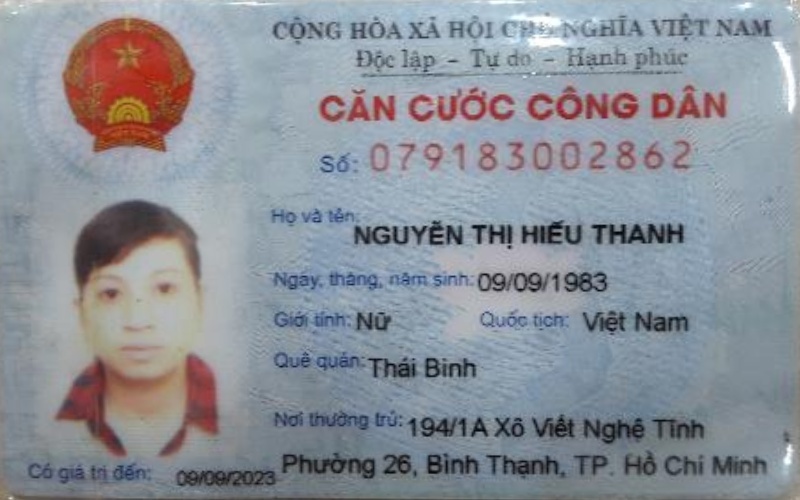 CỘNG HÒA XÃ HỘI CHỦ NGHĨA VIỆT NAM
Độc lập - Tự do - Hạnh phúc
CĂN CƯỚC CÔNG DÂN
Số: 079183002862
Họ và tên: NGUYỄN THỊ HIẾU THANH
Ngày, tháng, năm sinh: 09/09/1983
Giới tính: Nữ Quốc tịch: Việt Nam
Quê quán: Thái Bình
Nơi thường trú: 194/1A Xô Viết Nghệ Tĩnh
Phường 26, Bình Thạnh, TP. Hồ Chí Minh
Có giá trị đến: 09/09/2023